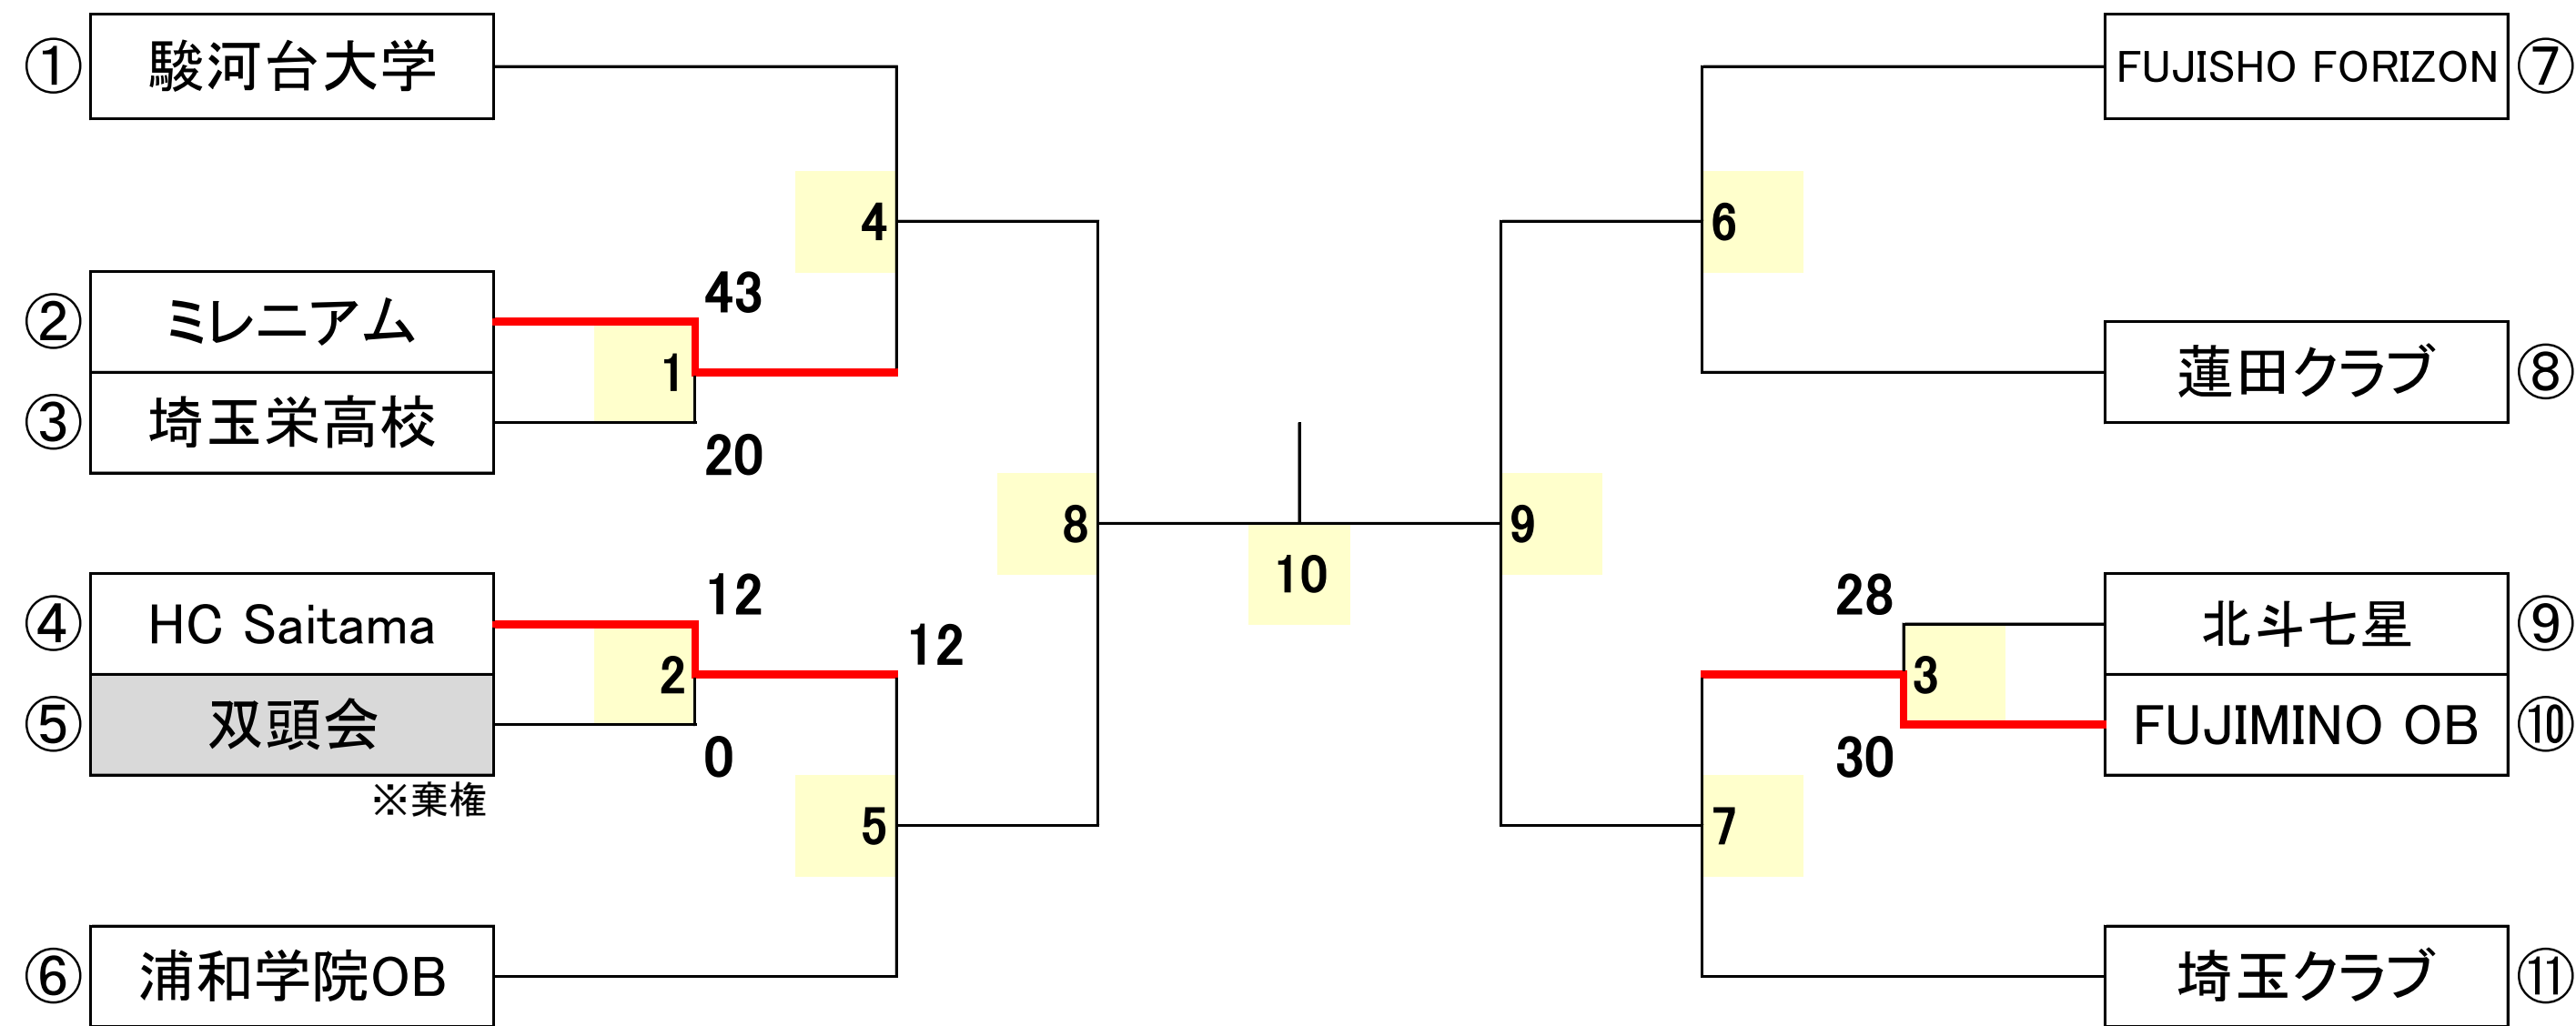 ① 駿河台大学
FUJISHO FORIZON ⑦
4
6
43
② ミレニアム
1
③ 埼玉栄高校
20
蓮田クラブ ⑧
8
9
10
12
④ HC Saitama
12
2
⑤ 双頭会
0
※棄権
28
北斗七星 ⑨
3
FUJIMINO OB ⑩
30
5
7
⑥ 浦和学院OB
埼玉クラブ ⑪